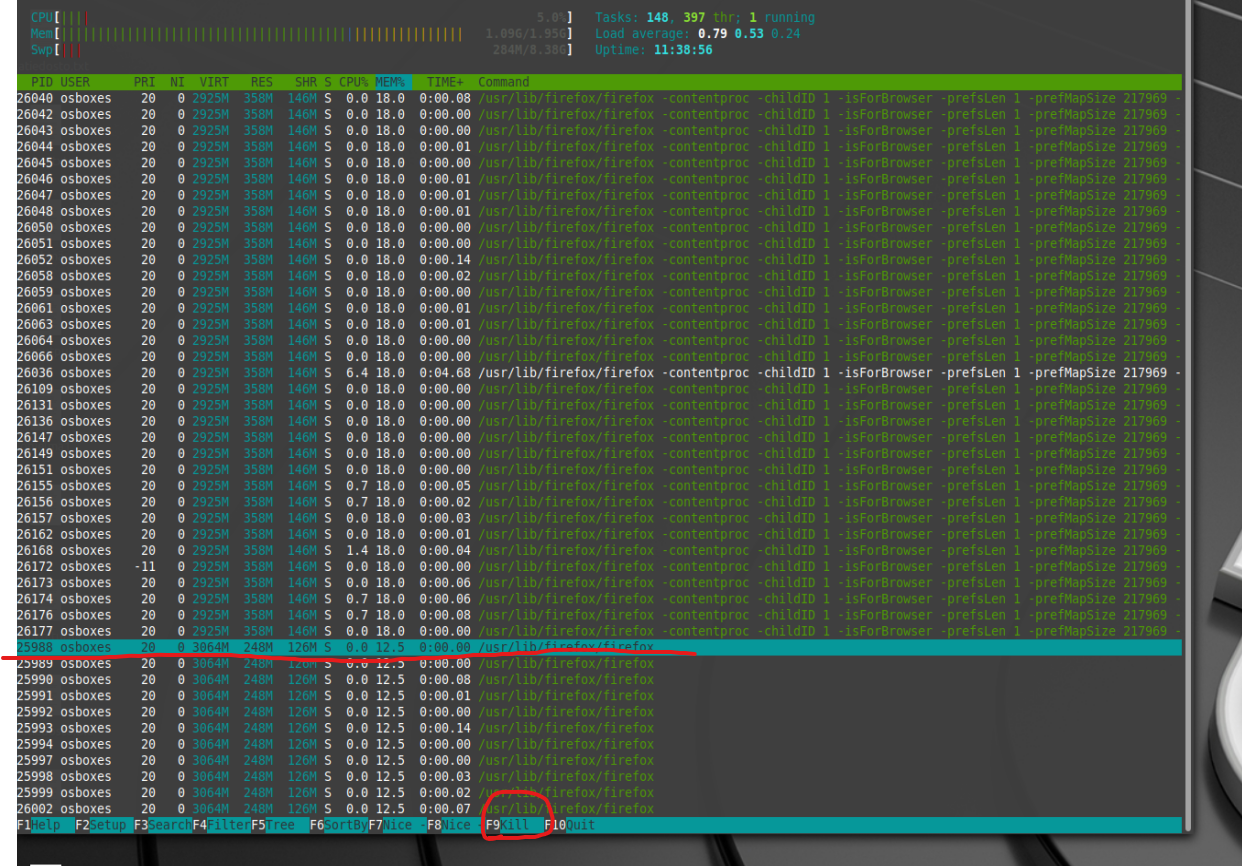 CPU[||||  5.0%]  Tasks: 148, 397 thr; 1 running
Mem[||||||||||||||||||||||||||||||||||||||||||||||||||||||  1.09G/1.95G]  Load average: 0.79 0.53 0.24
Swp[|||  284M/8.38G]  Uptime: 11:38:56
PID USER PRI NI VIRT RES SHR S CPU% MEM% TIME+ Command
26040 osboxes 20 0 2925M 358M 146M S 0.0 18.0 0:00.08 /usr/lib/firefox/firefox -contentproc -childID 1 -isForBrowser -prefsLen 1 -prefMapSize 217969 -
26042 osboxes 20 0 2925M 358M 146M S 0.0 18.0 0:00.00 /usr/lib/firefox/firefox -contentproc -childID 1 -isForBrowser -prefsLen 1 -prefMapSize 217969 -
26043 osboxes 20 0 2925M 358M 146M S 0.0 18.0 0:00.00 /usr/lib/firefox/firefox -contentproc -childID 1 -isForBrowser -prefsLen 1 -prefMapSize 217969 -
26044 osboxes 20 0 2925M 358M 146M S 0.0 18.0 0:00.01 /usr/lib/firefox/firefox -contentproc -childID 1 -isForBrowser -prefsLen 1 -prefMapSize 217969 -
26045 osboxes 20 0 2925M 358M 146M S 0.0 18.0 0:00.00 /usr/lib/firefox/firefox -contentproc -childID 1 -isForBrowser -prefsLen 1 -prefMapSize 217969 -
26046 osboxes 20 0 2925M 358M 146M S 0.0 18.0 0:00.01 /usr/lib/firefox/firefox -contentproc -childID 1 -isForBrowser -prefsLen 1 -prefMapSize 217969 -
26047 osboxes 20 0 2925M 358M 146M S 0.0 18.0 0:00.01 /usr/lib/firefox/firefox -contentproc -childID 1 -isForBrowser -prefsLen 1 -prefMapSize 217969 -
26048 osboxes 20 0 2925M 358M 146M S 0.0 18.0 0:00.01 /usr/lib/firefox/firefox -contentproc -childID 1 -isForBrowser -prefsLen 1 -prefMapSize 217969 -
26050 osboxes 20 0 2925M 358M 146M S 0.0 18.0 0:00.00 /usr/lib/firefox/firefox -contentproc -childID 1 -isForBrowser -prefsLen 1 -prefMapSize 217969 -
26051 osboxes 20 0 2925M 358M 146M S 0.0 18.0 0:00.00 /usr/lib/firefox/firefox -contentproc -childID 1 -isForBrowser -prefsLen 1 -prefMapSize 217969 -
26052 osboxes 20 0 2925M 358M 146M S 0.0 18.0 0:00.14 /usr/lib/firefox/firefox -contentproc -childID 1 -isForBrowser -prefsLen 1 -prefMapSize 217969 -
26058 osboxes 20 0 2925M 358M 146M S 0.0 18.0 0:00.02 /usr/lib/firefox/firefox -contentproc -childID 1 -isForBrowser -prefsLen 1 -prefMapSize 217969 -
26059 osboxes 20 0 2925M 358M 146M S 0.0 18.0 0:00.00 /usr/lib/firefox/firefox -contentproc -childID 1 -isForBrowser -prefsLen 1 -prefMapSize 217969 -
26061 osboxes 20 0 2925M 358M 146M S 0.0 18.0 0:00.01 /usr/lib/firefox/firefox -contentproc -childID 1 -isForBrowser -prefsLen 1 -prefMapSize 217969 -
26063 osboxes 20 0 2925M 358M 146M S 0.0 18.0 0:00.01 /usr/lib/firefox/firefox -contentproc -childID 1 -isForBrowser -prefsLen 1 -prefMapSize 217969 -
26064 osboxes 20 0 2925M 358M 146M S 0.0 18.0 0:00.00 /usr/lib/firefox/firefox -contentproc -childID 1 -isForBrowser -prefsLen 1 -prefMapSize 217969 -
26066 osboxes 20 0 2925M 358M 146M S 0.0 18.0 0:00.00 /usr/lib/firefox/firefox -contentproc -childID 1 -isForBrowser -prefsLen 1 -prefMapSize 217969 -
26036 osboxes 20 0 2925M 358M 146M S 6.4 18.0 0:04.68 /usr/lib/firefox/firefox -contentproc -childID 1 -isForBrowser -prefsLen 1 -prefMapSize 217969 -
26109 osboxes 20 0 2925M 358M 146M S 0.0 18.0 0:00.00 /usr/lib/firefox/firefox -contentproc -childID 1 -isForBrowser -prefsLen 1 -prefMapSize 217969 -
26131 osboxes 20 0 2925M 358M 146M S 0.0 18.0 0:00.00 /usr/lib/firefox/firefox -contentproc -childID 1 -isForBrowser -prefsLen 1 -prefMapSize 217969 -
26136 osboxes 20 0 2925M 358M 146M S 0.0 18.0 0:00.00 /usr/lib/firefox/firefox -contentproc -childID 1 -isForBrowser -prefsLen 1 -prefMapSize 217969 -
26147 osboxes 20 0 2925M 358M 146M S 0.0 18.0 0:00.00 /usr/lib/firefox/firefox -contentproc -childID 1 -isForBrowser -prefsLen 1 -prefMapSize 217969 -
26149 osboxes 20 0 2925M 358M 146M S 0.0 18.0 0:00.00 /usr/lib/firefox/firefox -contentproc -childID 1 -isForBrowser -prefsLen 1 -prefMapSize 217969 -
26151 osboxes 20 0 2925M 358M 146M S 0.0 18.0 0:00.00 /usr/lib/firefox/firefox -contentproc -childID 1 -isForBrowser -prefsLen 1 -prefMapSize 217969 -
26155 osboxes 20 0 2925M 358M 146M S 0.7 18.0 0:00.05 /usr/lib/firefox/firefox -contentproc -childID 1 -isForBrowser -prefsLen 1 -prefMapSize 217969 -
26156 osboxes 20 0 2925M 358M 146M S 0.7 18.0 0:00.02 /usr/lib/firefox/firefox -contentproc -childID 1 -isForBrowser -prefsLen 1 -prefMapSize 217969 -
26157 osboxes 20 0 2925M 358M 146M S 0.0 18.0 0:00.03 /usr/lib/firefox/firefox -contentproc -childID 1 -isForBrowser -prefsLen 1 -prefMapSize 217969 -
26162 osboxes 20 0 2925M 358M 146M S 0.0 18.0 0:00.01 /usr/lib/firefox/firefox -contentproc -childID 1 -isForBrowser -prefsLen 1 -prefMapSize 217969 -
26168 osboxes 20 0 2925M 358M 146M S 1.4 18.0 0:00.04 /usr/lib/firefox/firefox -contentproc -childID 1 -isForBrowser -prefsLen 1 -prefMapSize 217969 -
26172 osboxes -11 0 2925M 358M 146M S 0.0 18.0 0:00.00 /usr/lib/firefox/firefox -contentproc -childID 1 -isForBrowser -prefsLen 1 -prefMapSize 217969 -
26173 osboxes 20 0 2925M 358M 146M S 0.7 18.0 0:00.06 /usr/lib/firefox/firefox -contentproc -childID 1 -isForBrowser -prefsLen 1 -prefMapSize 217969 -
26174 osboxes 20 0 2925M 358M 146M S 0.7 18.0 0:00.06 /usr/lib/firefox/firefox -contentproc -childID 1 -isForBrowser -prefsLen 1 -prefMapSize 217969 -
26176 osboxes 20 0 2925M 358M 146M S 0.7 18.0 0:00.08 /usr/lib/firefox/firefox -contentproc -childID 1 -isForBrowser -prefsLen 1 -prefMapSize 217969 -
26177 osboxes 20 0 2925M 358M 146M S 0.0 18.0 0:00.00 /usr/lib/firefox/firefox -contentproc -childID 1 -isForBrowser -prefsLen 1 -prefMapSize 217969 -
25988 osboxes 20 0 3064M 248M 126M S 0.0 12.5 0:00.00 /usr/lib/firefox/firefox
25989 osboxes 20 0 3064M 248M 126M S 0.0 12.5 0:00.00 /usr/lib/firefox/firefox
25990 osboxes 20 0 3064M 248M 126M S 0.0 12.5 0:00.08 /usr/lib/firefox/firefox
25991 osboxes 20 0 3064M 248M 126M S 0.0 12.5 0:00.01 /usr/lib/firefox/firefox
25992 osboxes 20 0 3064M 248M 126M S 0.0 12.5 0:00.00 /usr/lib/firefox/firefox
25993 osboxes 20 0 3064M 248M 126M S 0.0 12.5 0:00.14 /usr/lib/firefox/firefox
25994 osboxes 20 0 3064M 248M 126M S 0.0 12.5 0:00.00 /usr/lib/firefox/firefox
25997 osboxes 20 0 3064M 248M 126M S 0.0 12.5 0:00.00 /usr/lib/firefox/firefox
25998 osboxes 20 0 3064M 248M 126M S 0.0 12.5 0:00.03 /usr/lib/firefox/firefox
25999 osboxes 20 0 3064M 248M 126M S 0.0 12.5 0:00.02 /usr/lib/firefox/firefox
26002 osboxes 20 0 3064M 248M 126M S 0.0 12.5 0:00.07 /usr/lib/firefox/firefox
F1Help F2Setup F3SearchF4FilterF5Tree F6SortByF7Nice -F8Nice +F9Kill F10Quit